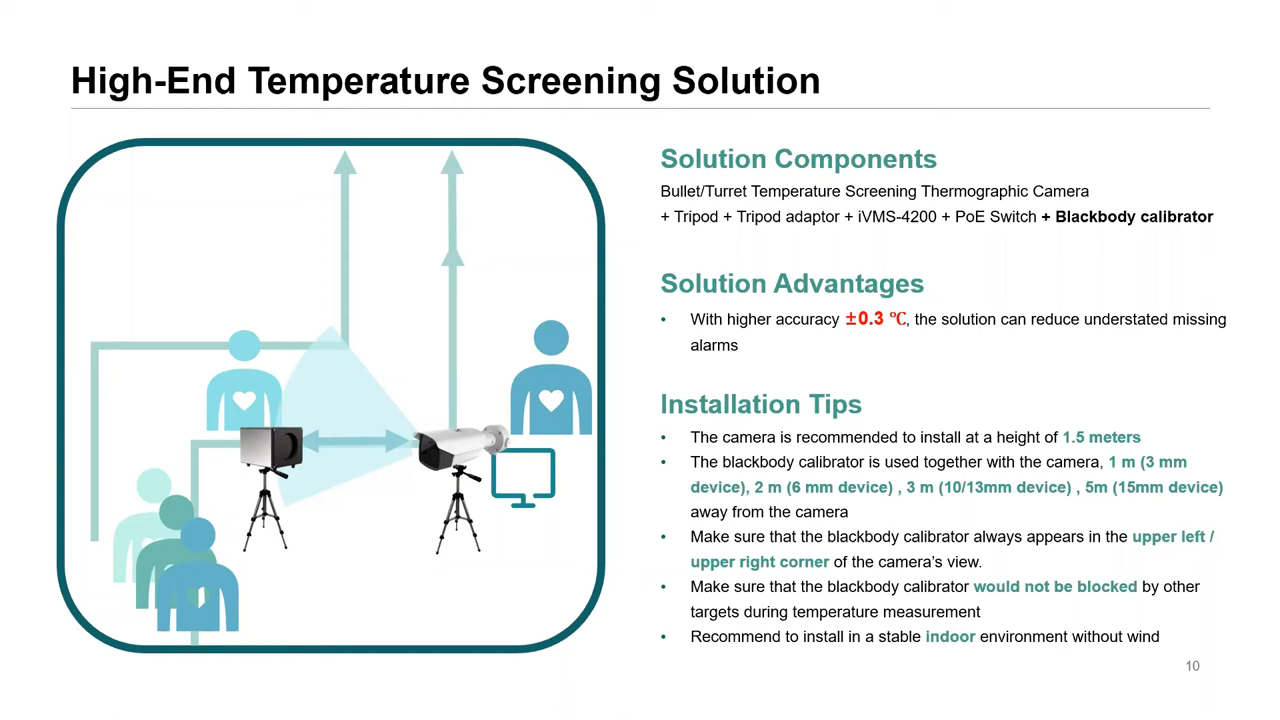 High-End Temperature Screening Solution
Solution Components
Bullet/Turret Temperature Screening Thermographic Camera
+ Tripod + Tripod adaptor + iVMS-4200 + PoE Switch + Blackbody calibrator
Solution Advantages
• With higher accuracy ±0.3 ℃, the solution can reduce understated missing
alarms
Installation Tips
• The camera is recommended to install at a height of 1.5 meters
• The blackbody calibrator is used together with the camera, 1 m (3 mm
device), 2 m (6 mm device) , 3 m (10/13mm device) , 5m (15mm device)
away from the camera
• Make sure that the blackbody calibrator always appears in the upper left /
upper right corner of the camera’s view.
• Make sure that the blackbody calibrator would not be blocked by other
targets during temperature measurement
• Recommend to install in a stable indoor environment without wind
10